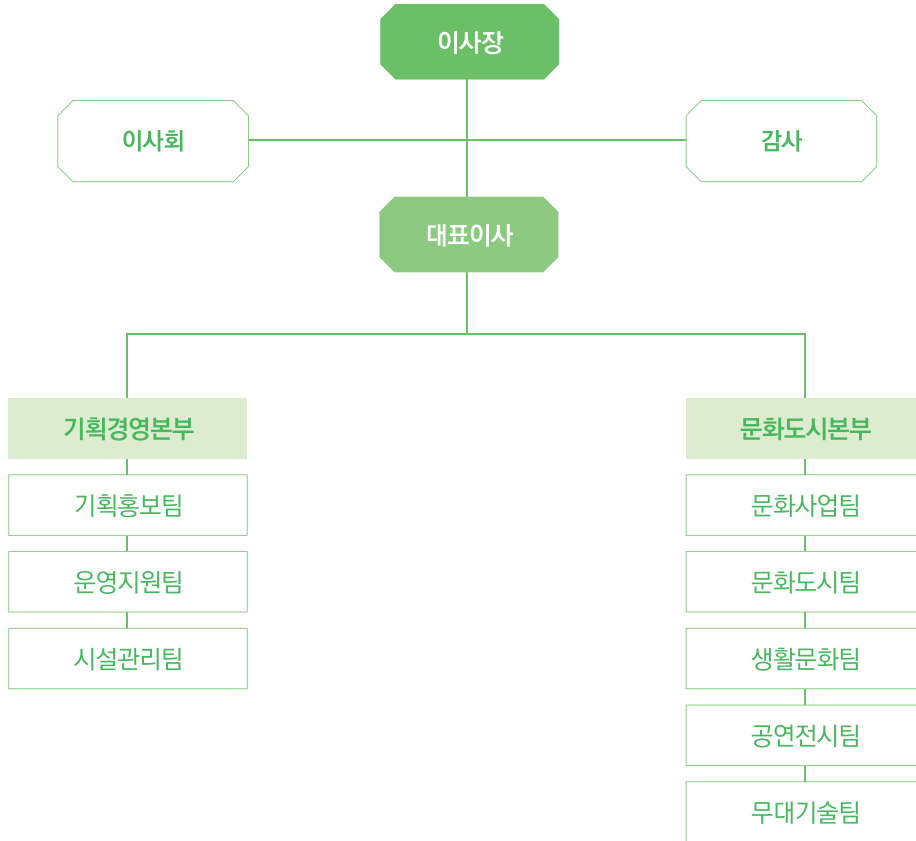 이사장
이사회
감사
대표이사
기획경영본부
문화도시본부
기획홍보팀
문화사업팀
운영지원팀
문화도시팀
시설관리팀
생활문화팀
공연전시팀
무대기술팀